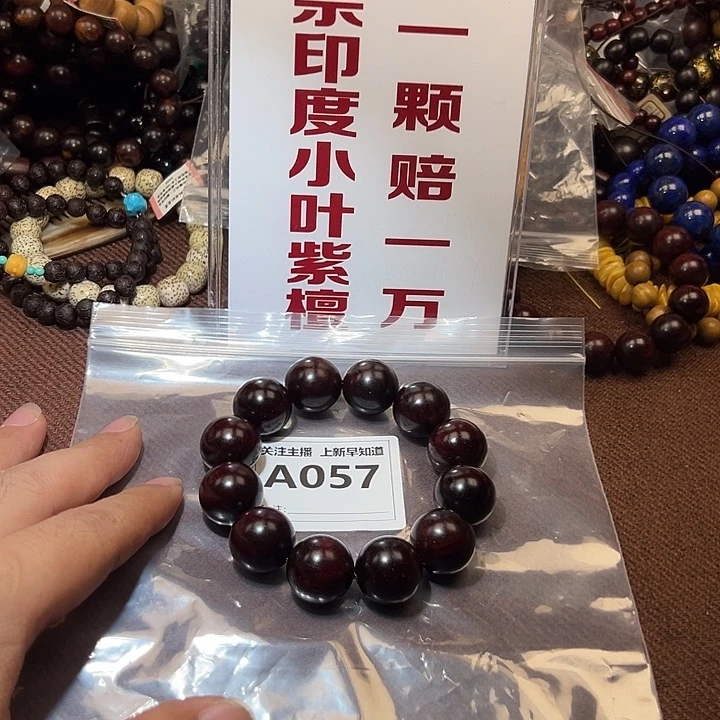 一颗赔一万
印度小叶紫檀
关注主播 上新早知道
A057